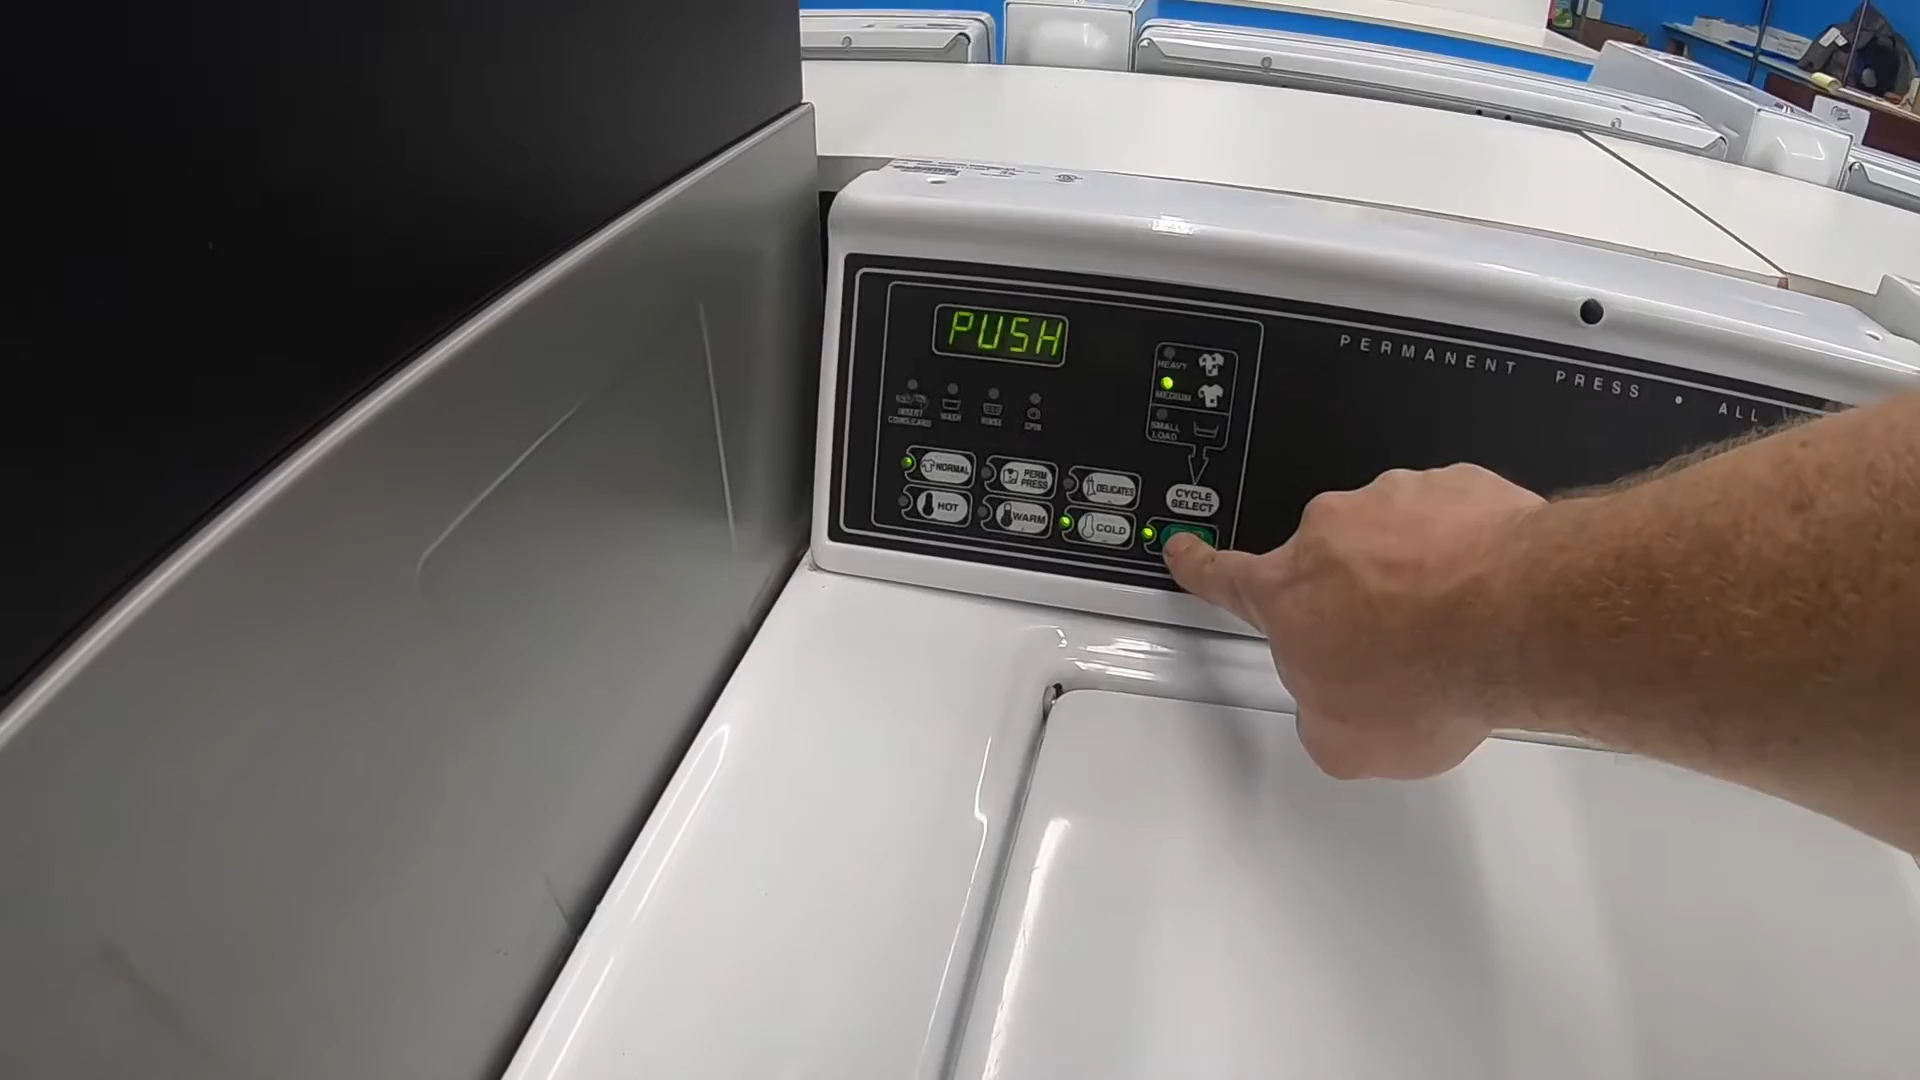 PUSH
PERMANENT PRESS • ALL
HEAVY
MEDIUM
SMALL
LOAD
INSERT
COINS/CARD
WASH
RINSE
SPIN
NORMAL
PERM
PRESS
DELICATES
CYCLE
SELECT
HOT
WARM
COLD